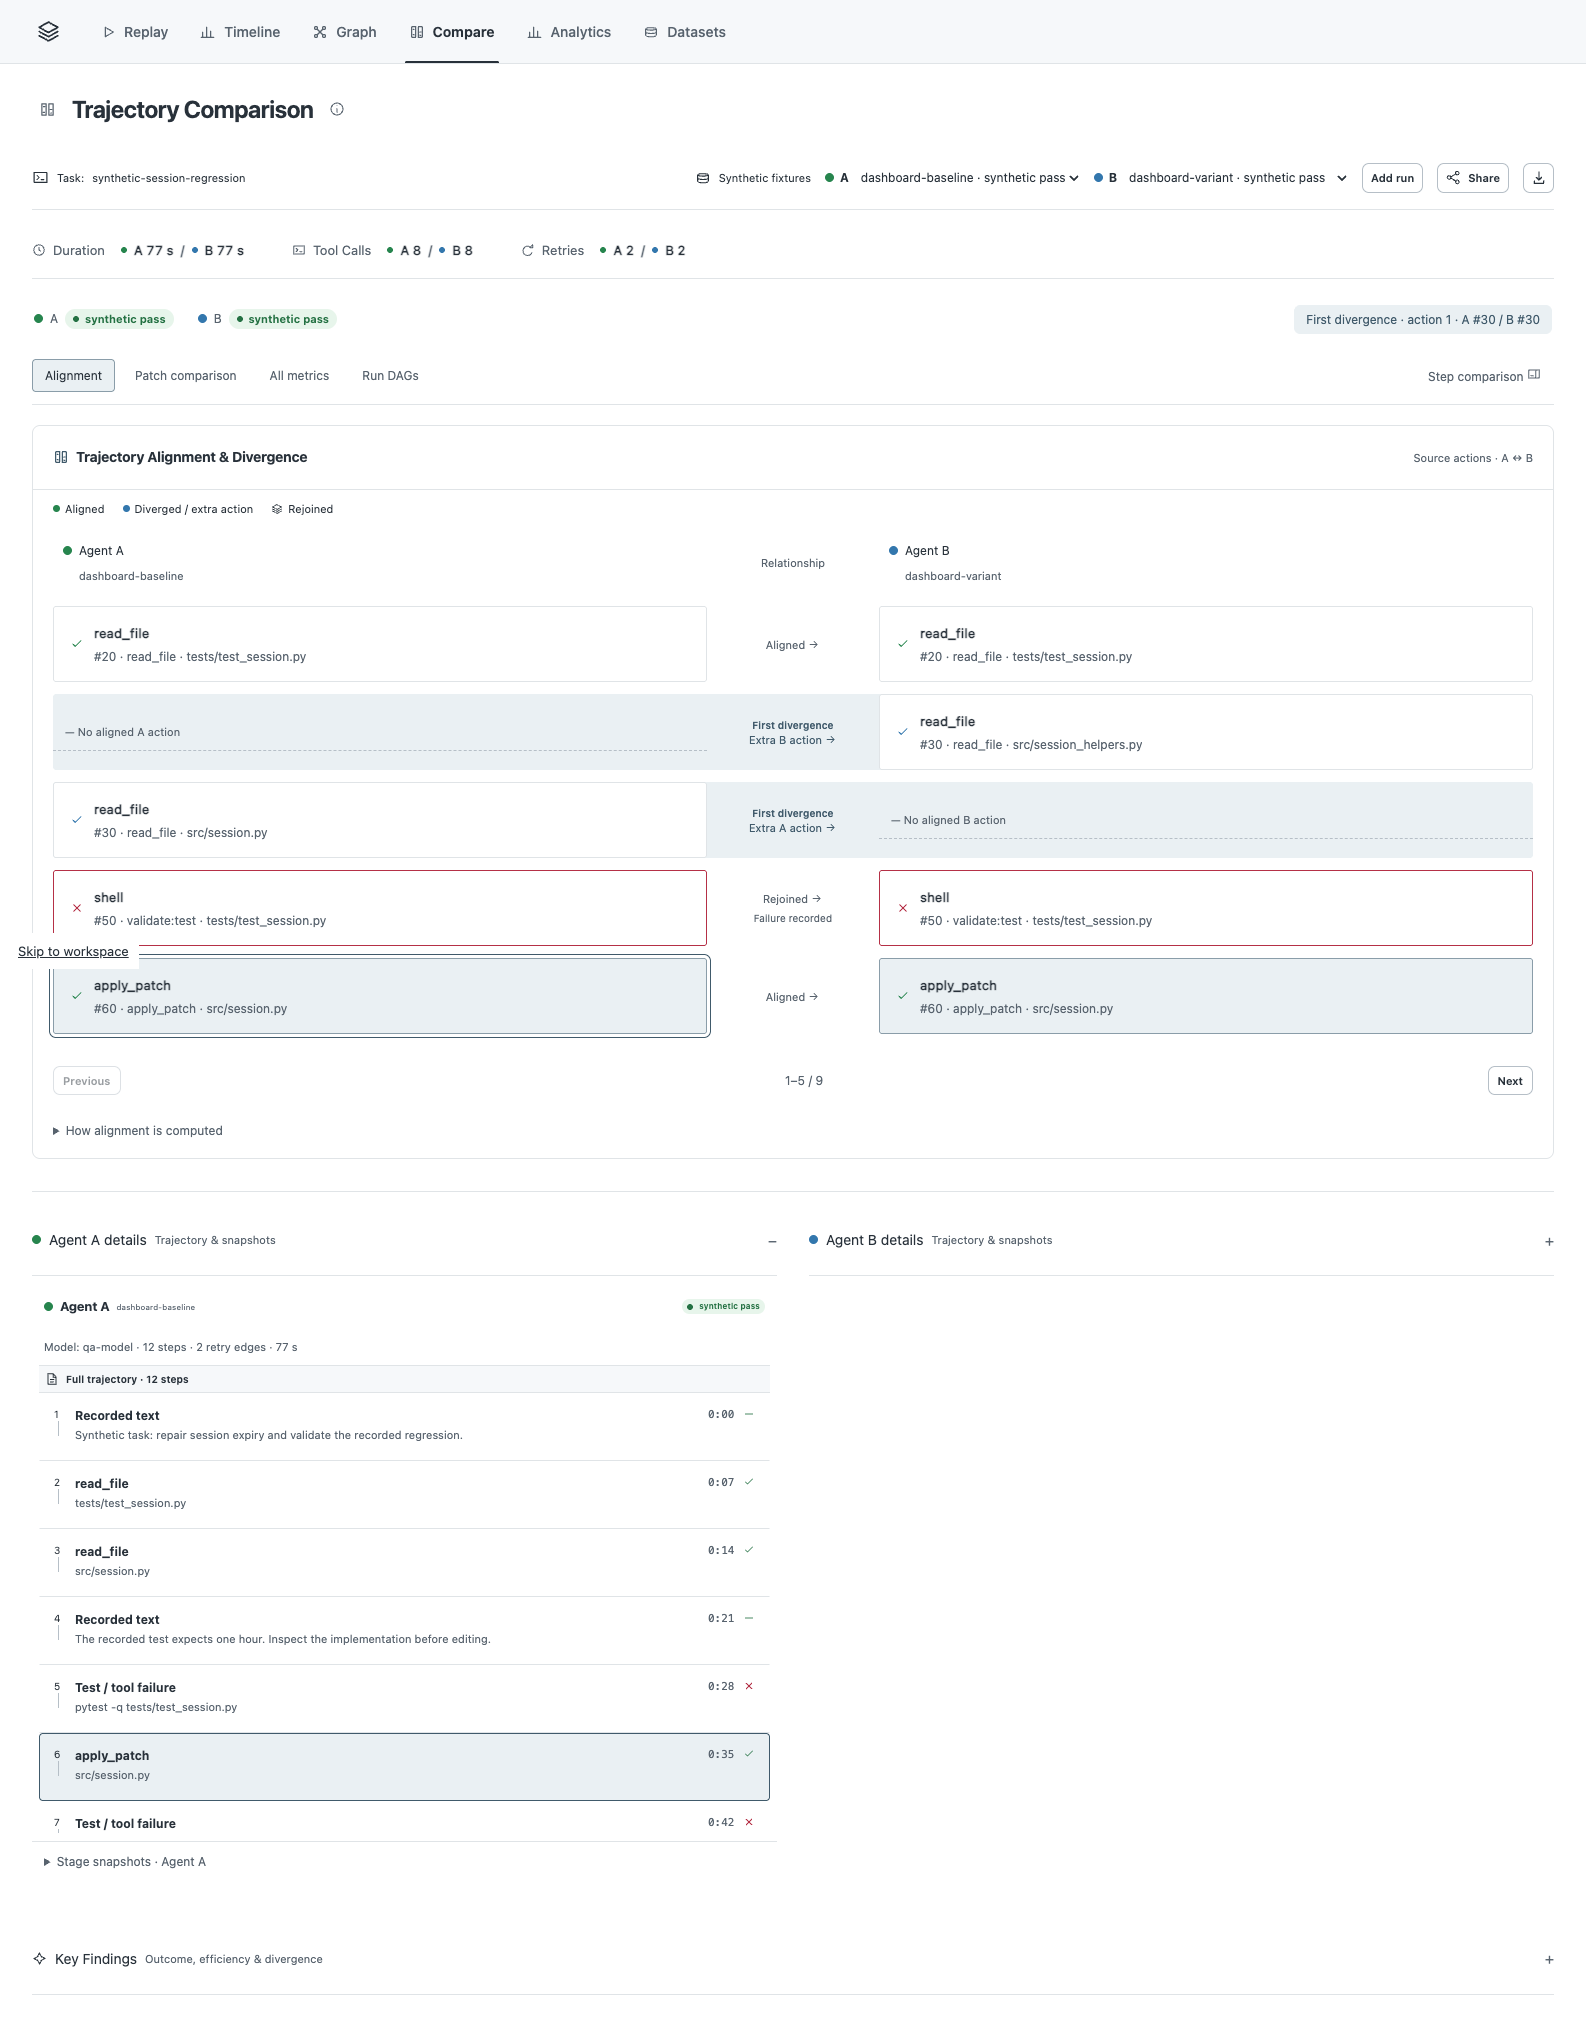 Replay Timeline Graph Compare Analytics Datasets
Trajectory Comparison
Task: synthetic-session-regression Synthetic fixtures A dashboard-baseline · synthetic pass B dashboard-variant · synthetic pass Add run Share
Duration A 77 s / B 77 s Tool Calls A 8 / B 8 Retries A 2 / B 2
A synthetic pass B synthetic pass First divergence · action 1 · A #30 / B #30
Alignment Patch comparison All metrics Run DAGs Step comparison
Trajectory Alignment & Divergence Source actions · A ↔ B
Aligned Diverged / extra action Rejoined
Agent A
dashboard-baseline
Relationship
Agent B
dashboard-variant
read_file
#20 · read_file · tests/test_session.py
Aligned →
read_file
#20 · read_file · tests/test_session.py
— No aligned A action
First divergence
Extra B action →
read_file
#30 · read_file · src/session_helpers.py
read_file
#30 · read_file · src/session.py
First divergence
Extra A action →
— No aligned B action
shell
#50 · validate:test · tests/test_session.py
Rejoined →
Failure recorded
shell
#50 · validate:test · tests/test_session.py
Skip to workspace
apply_patch
#60 · apply_patch · src/session.py
Aligned →
apply_patch
#60 · apply_patch · src/session.py
Previous 1–5 / 9 Next
How alignment is computed
Agent A details Trajectory & snapshots −
Agent B details Trajectory & snapshots +
Agent A dashboard-baseline synthetic pass
Model: qa-model · 12 steps · 2 retry edges · 77 s
Full trajectory · 12 steps
1 Recorded text 0:00 —
Synthetic task: repair session expiry and validate the recorded regression.
2 read_file 0:07
tests/test_session.py
3 read_file 0:14
src/session.py
4 Recorded text 0:21 —
The recorded test expects one hour. Inspect the implementation before editing.
5 Test / tool failure 0:28
pytest -q tests/test_session.py
6 apply_patch 0:35
src/session.py
7 Test / tool failure 0:42
Stage snapshots · Agent A
Key Findings Outcome, efficiency & divergence +